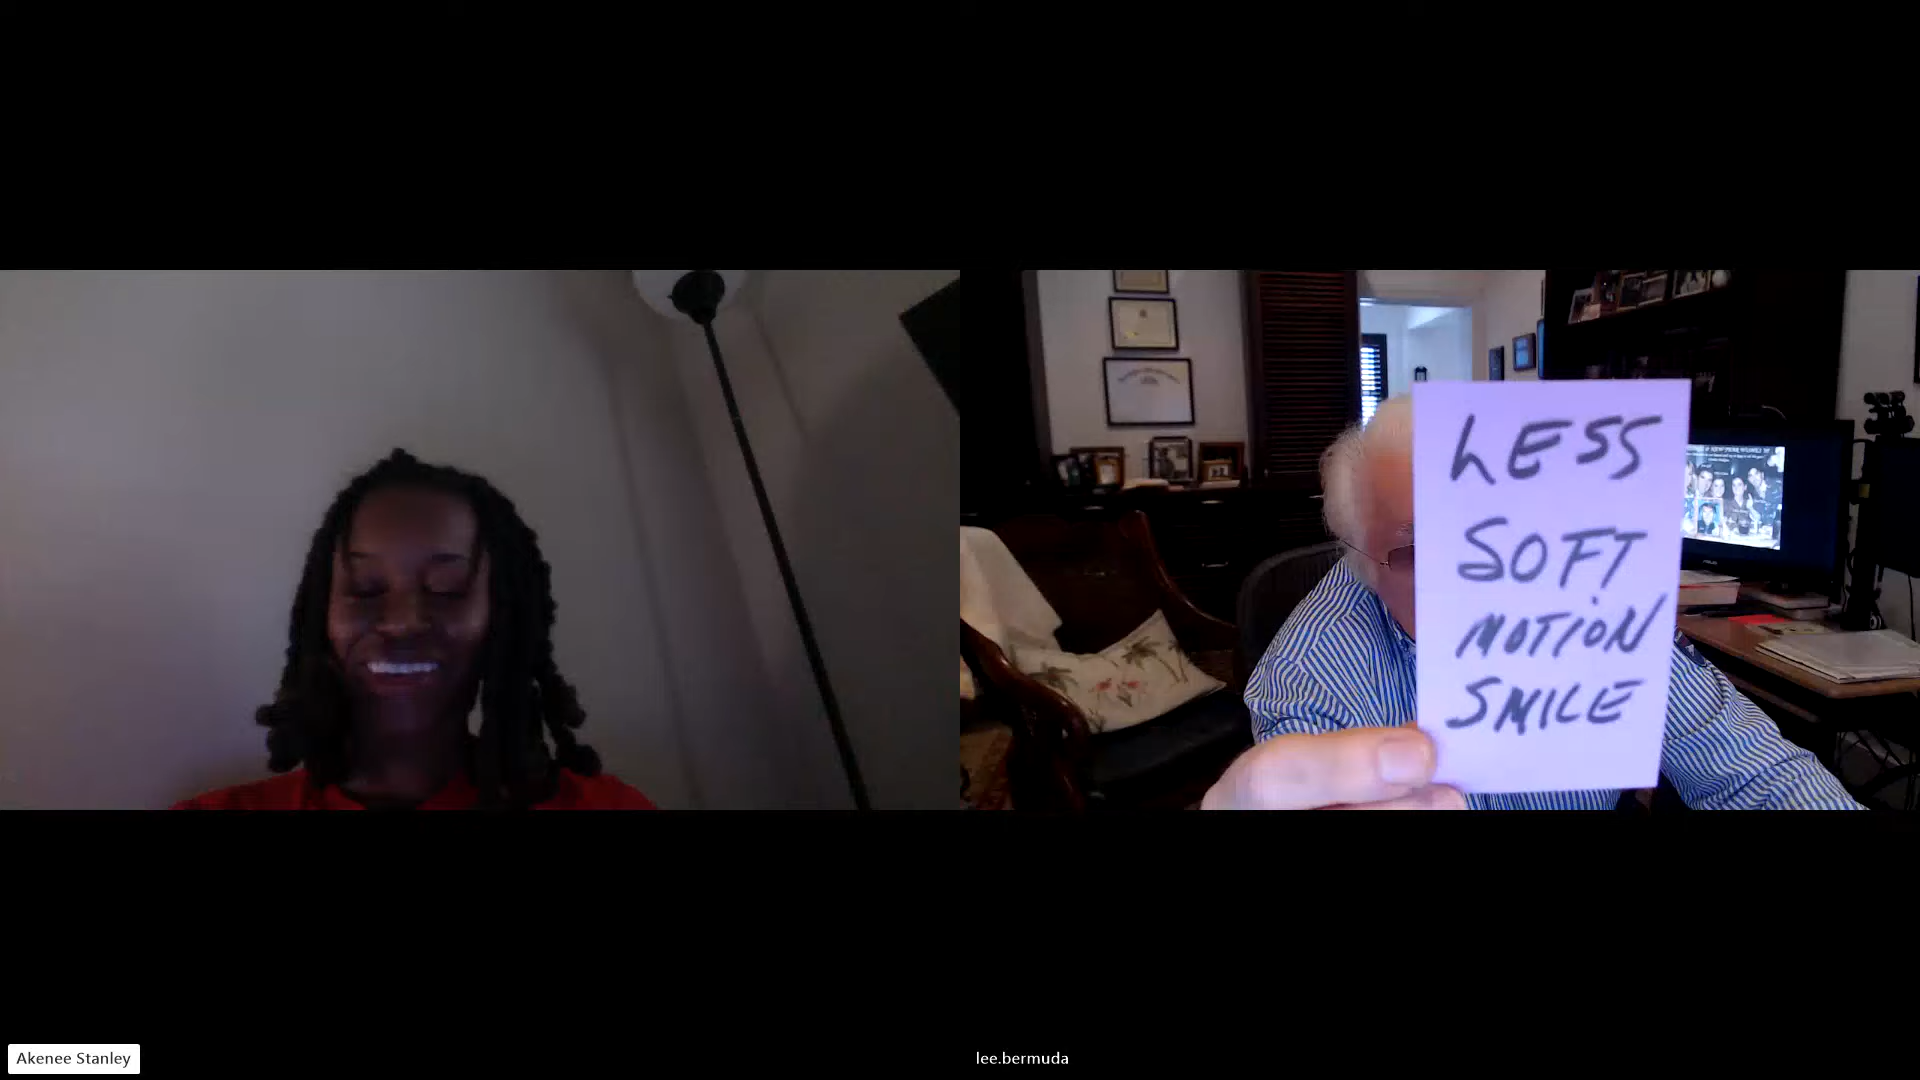 LESS
SOFT
MOTION
SMILE
Akenee Stanley
lee.bermuda